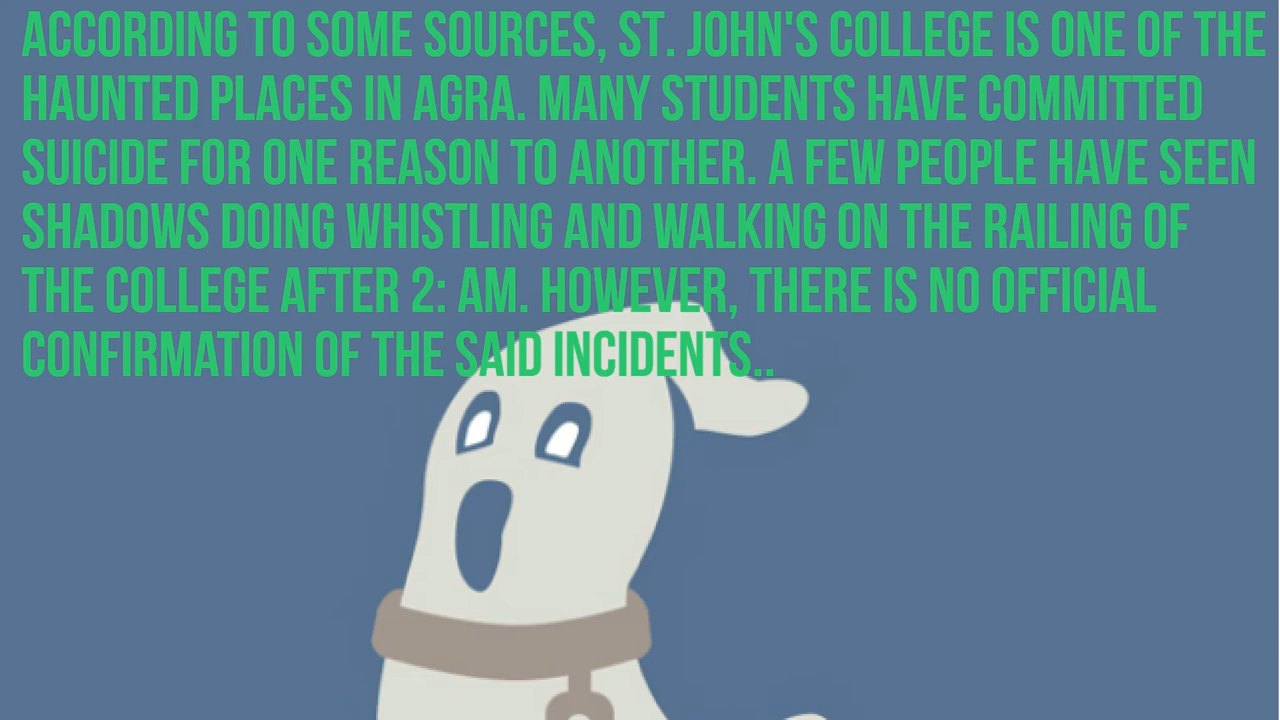 ACCORDING TO SOME SOURCES, ST. JOHN'S COLLEGE IS ONE OF THE
HAUNTED PLACES IN AGRA. MANY STUDENTS HAVE COMMITTED
SUICIDE FOR ONE REASON TO ANOTHER. A FEW PEOPLE HAVE SEEN
SHADOWS DOING WHISTLING AND WALKING ON THE RAILING OF
THE COLLEGE AFTER 2: AM. HOWEVER, THERE IS NO OFFICIAL
CONFIRMATION OF THE SAID INCIDENTS..